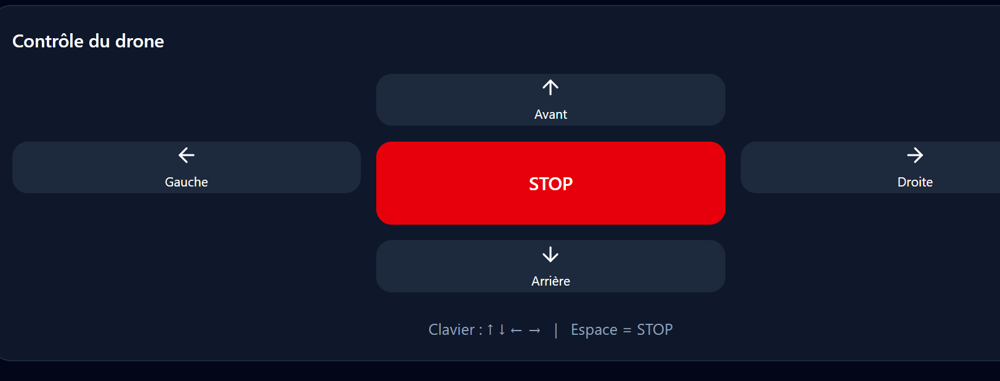 Contrôle du drone
↑
Avant
← → 
Gauche STOP Droite
↓
Arrière
Clavier : ↑ ↓ ← → | Espace = STOP